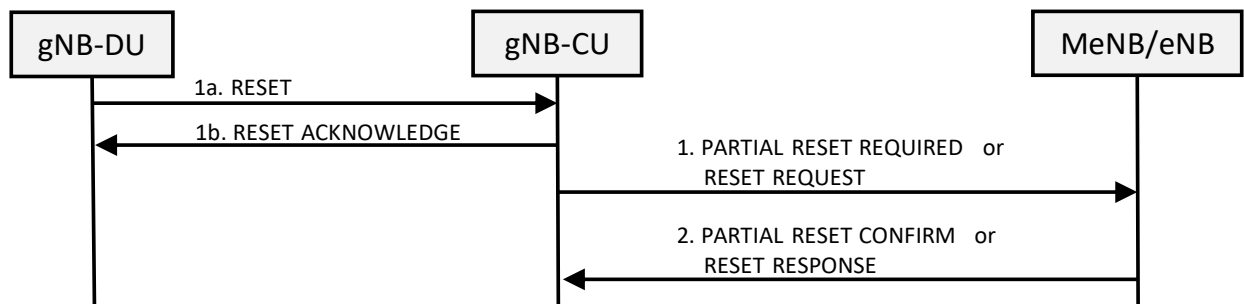 gNB-DU
gNB-CU
MeNB/eNB
1a. RESET
1b. RESET ACKNOWLEDGE
1. PARTIAL RESET REQUIRED or
RESET REQUEST
2. PARTIAL RESET CONFIRM or
RESET RESPONSE